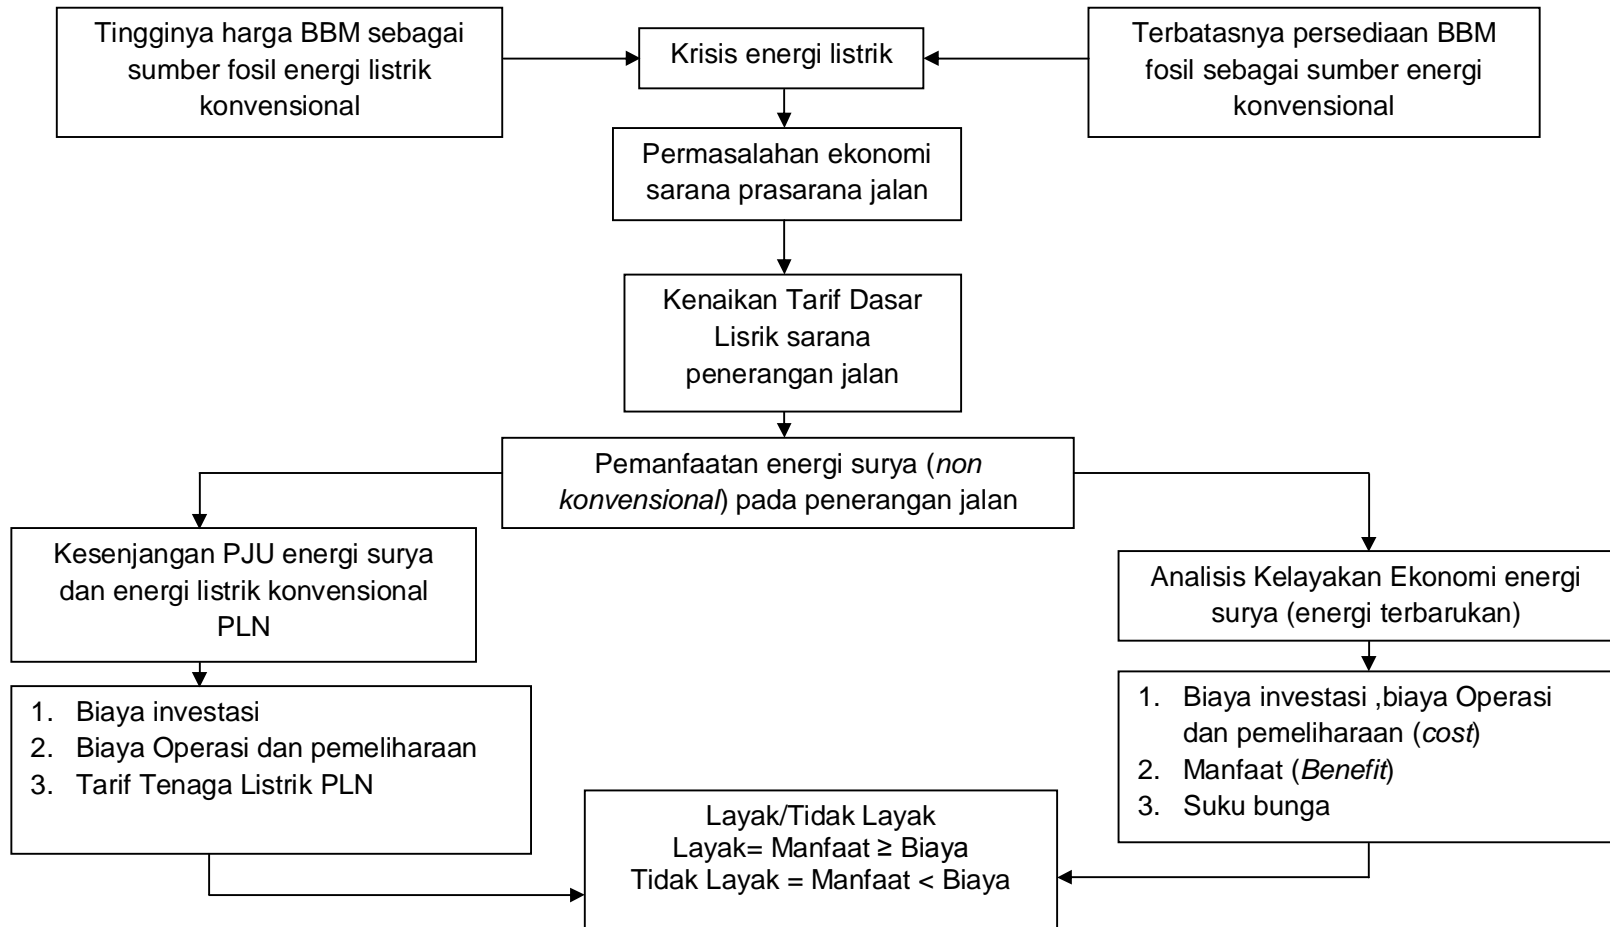 Tingginya harga BBM sebagai
sumber fosil energi listrik
konvensional
Krisis energi listrik
Terbatasnya persediaan BBM
fosil sebagai sumber energi
konvensional
Permasalahan ekonomi
sarana prasarana jalan
Kenaikan Tarif Dasar
Lisrik sarana
penerangan jalan
Pemanfaatan energi surya (non
konvensional) pada penerangan jalan
Kesenjangan PJU energi surya
dan energi listrik konvensional
PLN
Analisis Kelayakan Ekonomi energi
surya (energi terbarukan)
1. Biaya investasi
2. Biaya Operasi dan pemeliharaan
3. Tarif Tenaga Listrik PLN
1. Biaya investasi ,biaya Operasi
dan pemeliharaan (cost)
2. Manfaat (Benefit)
3. Suku bunga
Layak/Tidak Layak
Layak= Manfaat ≥ Biaya
Tidak Layak = Manfaat < Biaya